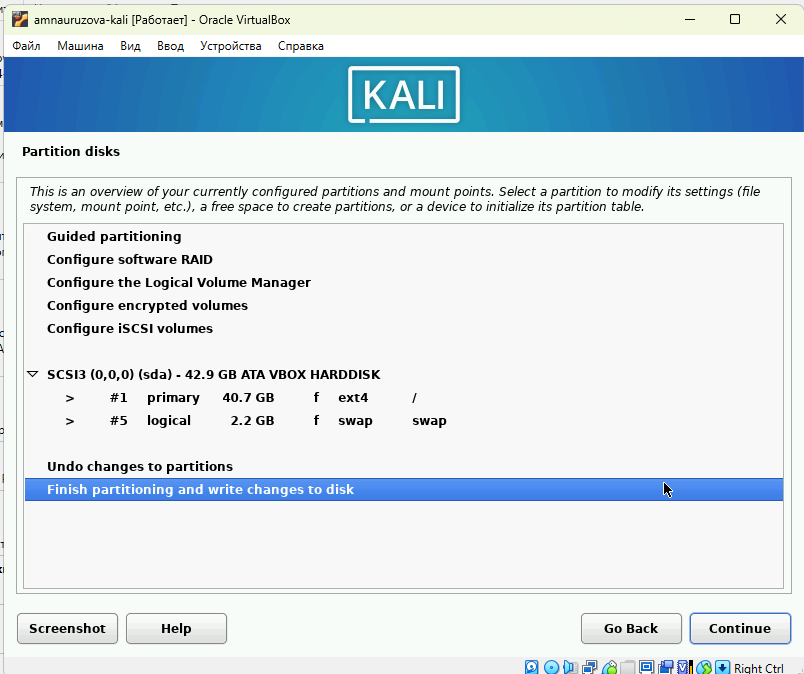 amnauruzova-kali [Работает] - Oracle VirtualBox
Файл Машина Вид Ввод Устройства Справка
KALI
Partition disks
This is an overview of your currently configured partitions and mount points. Select a partition to modify its settings (file
system, mount point, etc.), a free space to create partitions, or a device to initialize its partition table.
Guided partitioning
Configure software RAID
Configure the Logical Volume Manager
Configure encrypted volumes
Configure iSCSI volumes
SCSI3 (0,0,0) (sda) - 42.9 GB ATA VBOX HARDDISK
> #1 primary 40.7 GB f ext4 /
> #5 logical 2.2 GB f swap swap
Undo changes to partitions
Finish partitioning and write changes to disk
Screenshot Help Go Back Continue
Right Ctrl